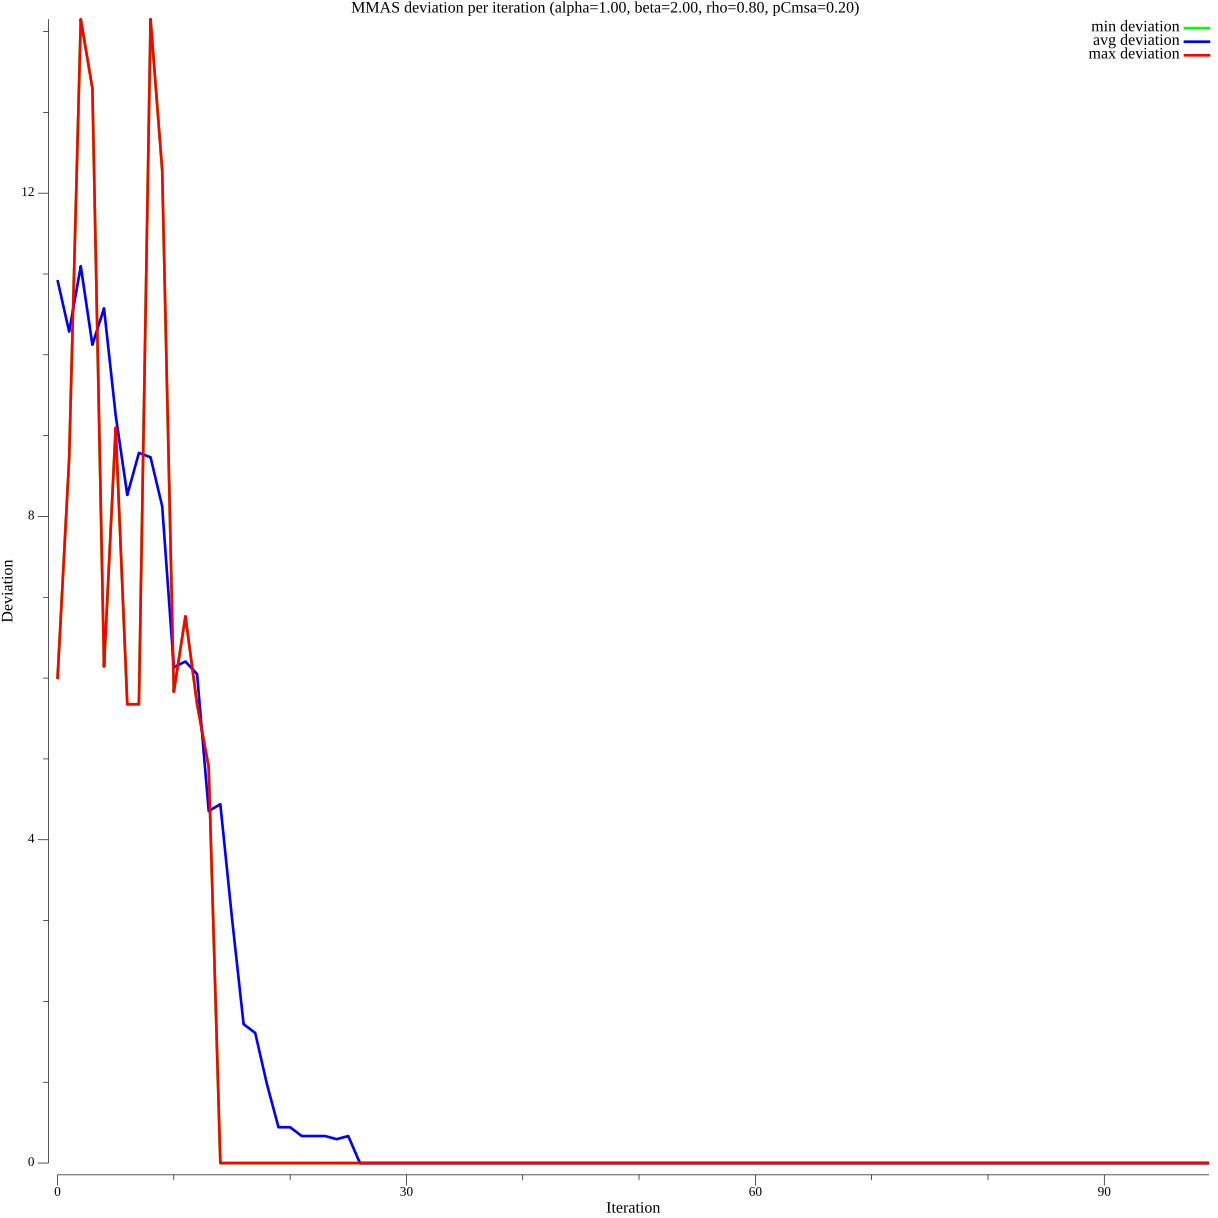 MMAS deviation per iteration (alpha=1.00, beta=2.00, rho=0.80, pCmsa=0.20)
min deviation
avg deviation
max deviation
12
8
Deviation
4
0
0 30 60 90
Iteration